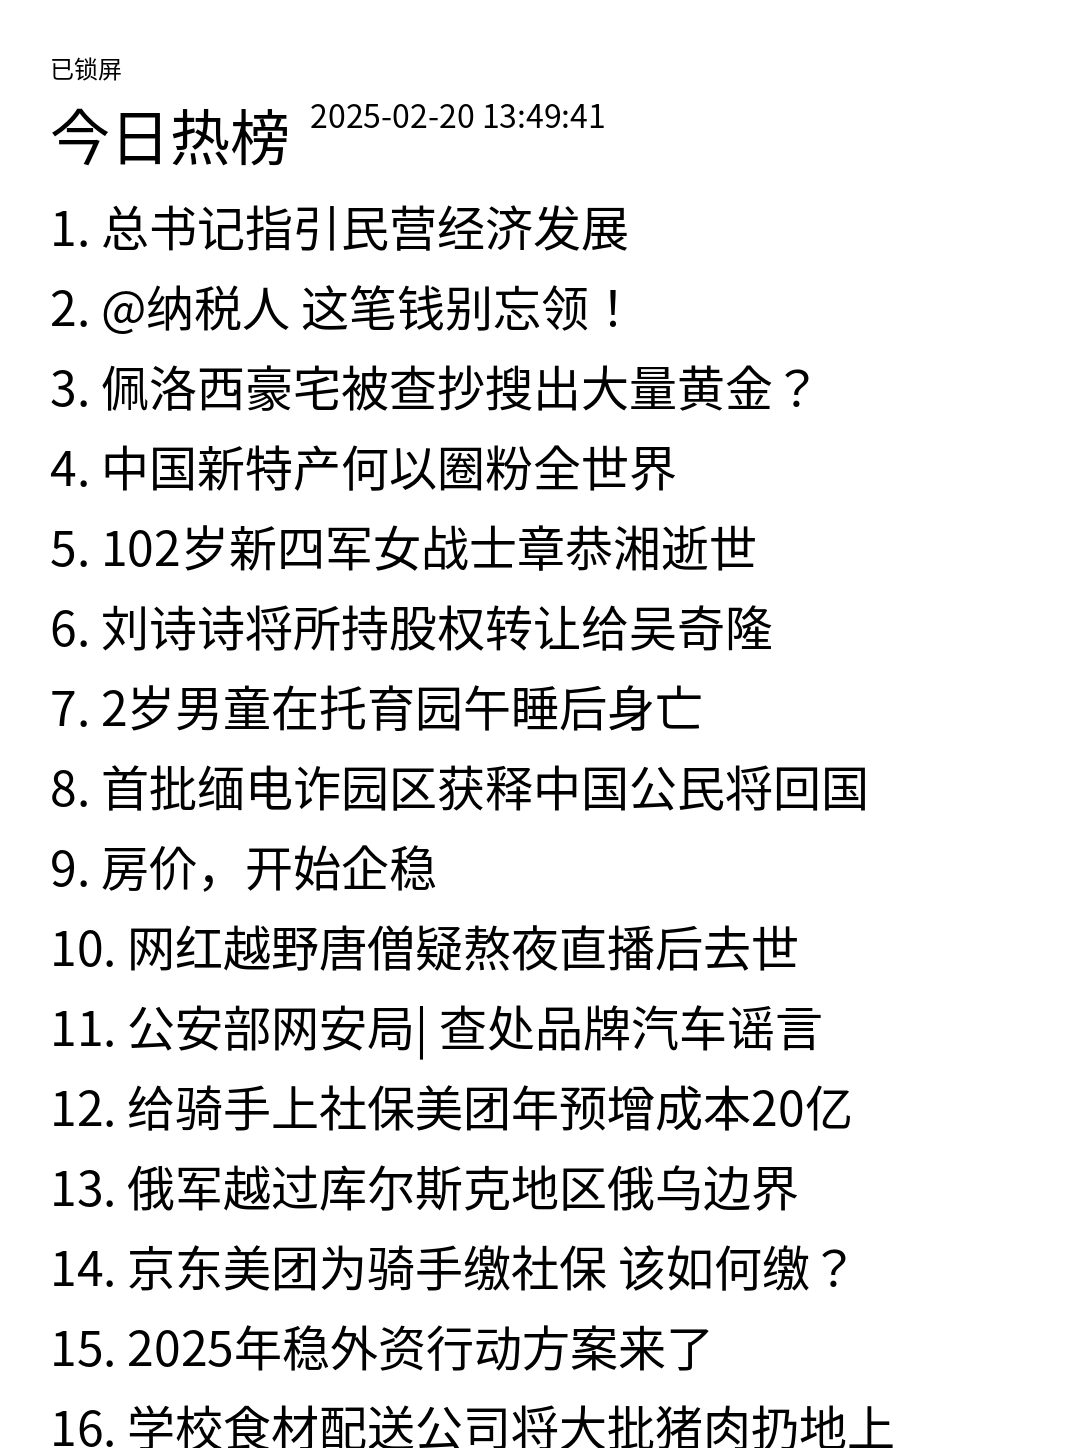 已锁屏
今日热榜 2025-02-20 13:49:41
1. 总书记指引民营经济发展
2. @纳税人 这笔钱别忘领！
3. 佩洛西豪宅被查抄搜出大量黄金？
4. 中国新特产何以圈粉全世界
5. 102岁新四军女战士章恭湘逝世
6. 刘诗诗将所持股权转让给吴奇隆
7. 2岁男童在托育园午睡后身亡
8. 首批缅电诈园区获释中国公民将回国
9. 房价，开始企稳
10. 网红越野唐僧疑熬夜直播后去世
11. 公安部网安局| 查处品牌汽车谣言
12. 给骑手上社保美团年预增成本20亿
13. 俄军越过库尔斯克地区俄乌边界
14. 京东美团为骑手缴社保 该如何缴？
15. 2025年稳外资行动方案来了
16. 学校食材配送公司将大批猪肉扔地上